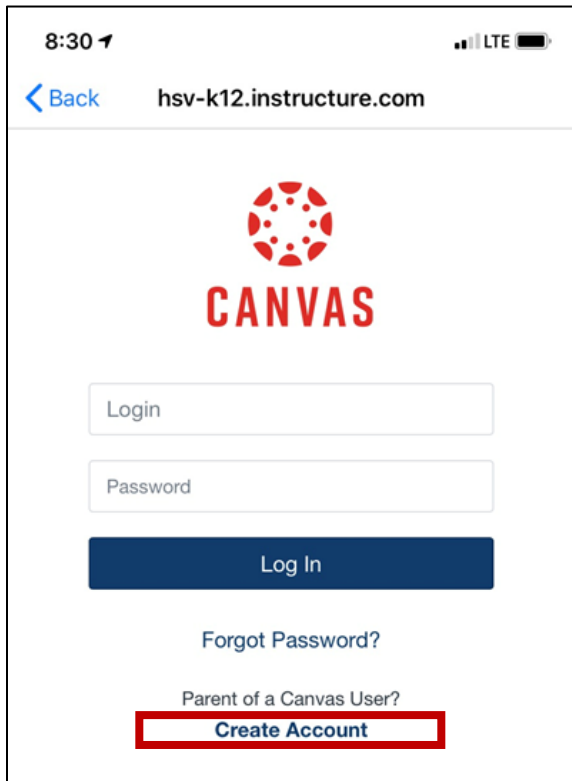 8:30 LTE
Back hsv-k12.instructure.com
CANVAS
Login
Password
Log In
Forgot Password?
Parent of a Canvas User?
Create Account